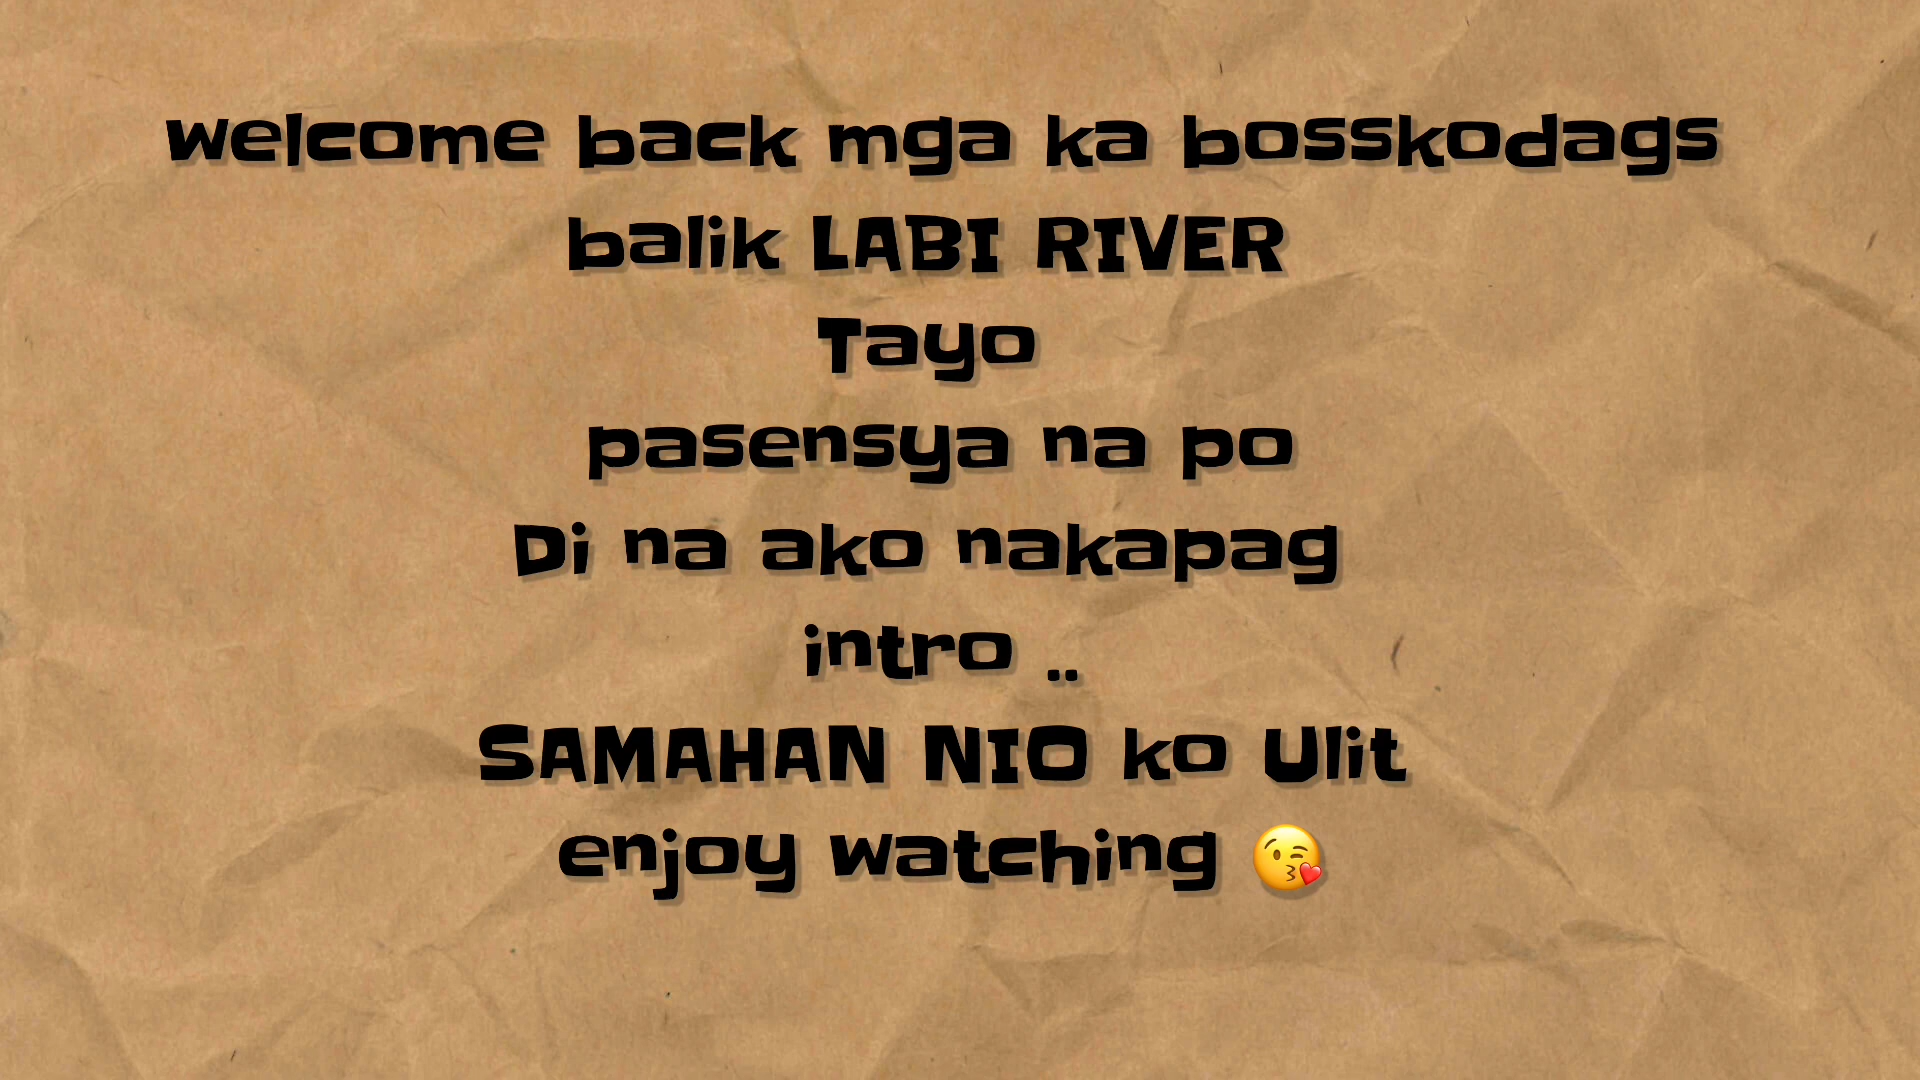 welcome back mga ka bosskodags
balik LABI RIVER
Tayo
pasensya na po
Di na ako nakapag
intro ..
SAMAHAN NIO ko Ulit
enjoy watching 😘